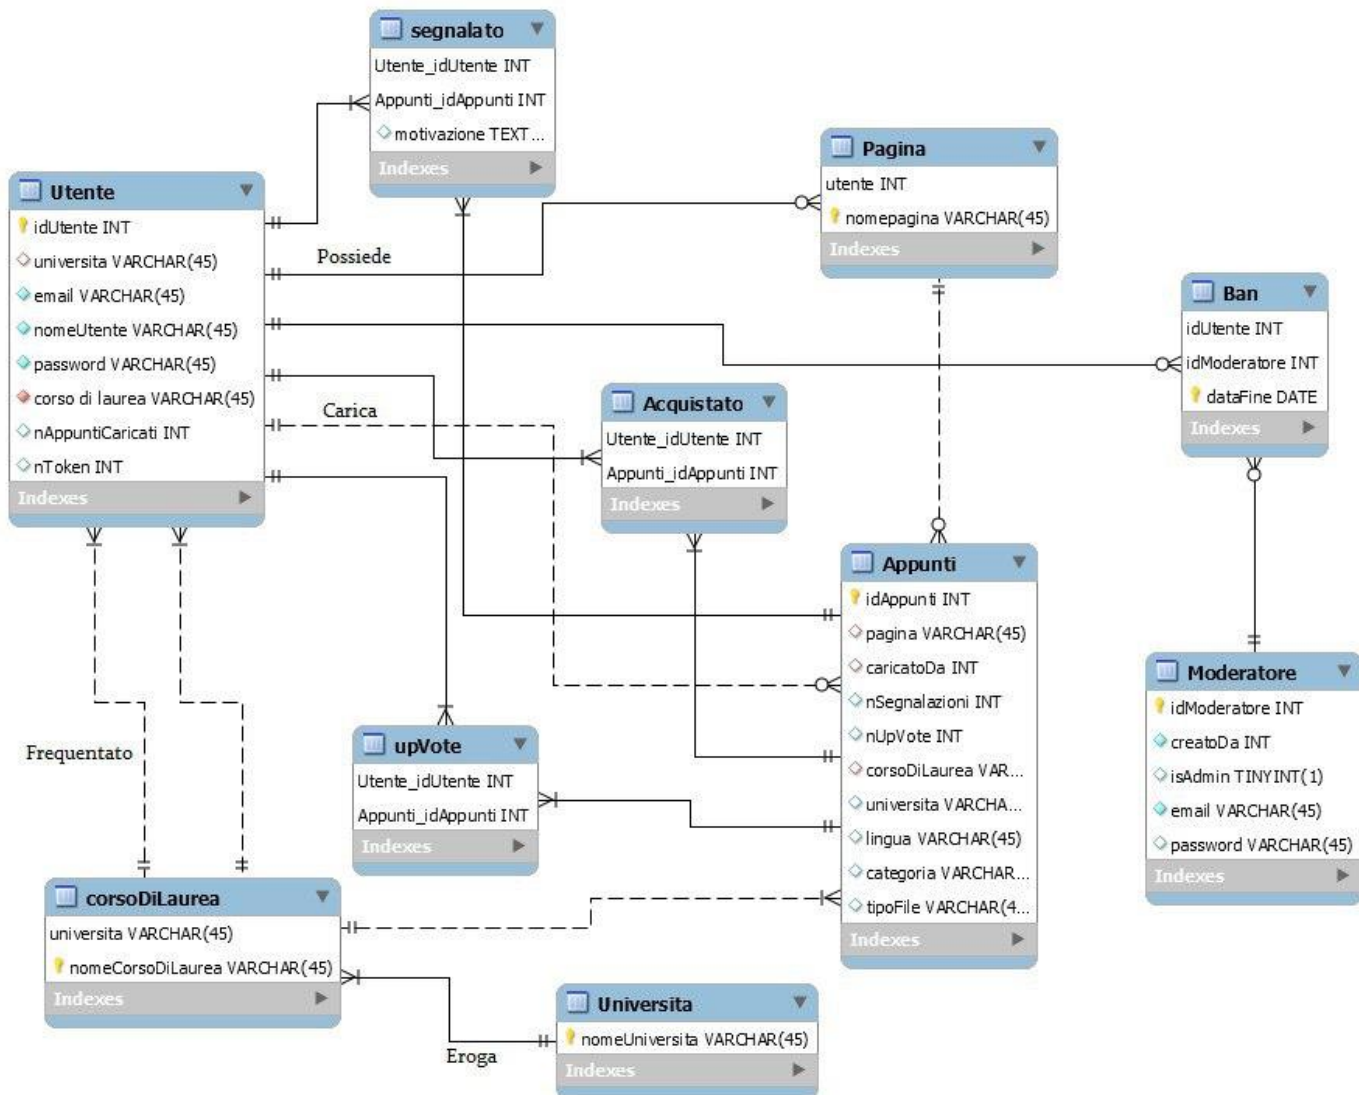 segnalato
Utente_idUtente INT
Appunti_idAppunti INT
motivazione TEXT...
Indexes
Pagina
utente INT
nomepagina VARCHAR(45)
Indexes
Utente
idUtente INT
universita VARCHAR(45)
email VARCHAR(45)
nomeUtente VARCHAR(45)
password VARCHAR(45)
corso di laurea VARCHAR(45)
nAppuntiCaricati INT
nToken INT
Indexes
Possiede
Carica
Ban
idUtente INT
idModeratore INT
dataFine DATE
Indexes
Acquistato
Utente_idUtente INT
Appunti_idAppunti INT
Indexes
Appunti
idAppunti INT
pagina VARCHAR(45)
caricatoDa INT
nSegnalazioni INT
nUpVote INT
corsoDiLaurea VAR...
universita VARCHA...
lingua VARCHAR(45)
categoria VARCHAR...
tipoFile VARCHAR(4...
Indexes
Moderatore
idModeratore INT
creatoDa INT
isAdmin TINYINT(1)
email VARCHAR(45)
password VARCHAR(45)
Indexes
Frequentato
upVote
Utente_idUtente INT
Appunti_idAppunti INT
Indexes
corsoDiLaurea
universita VARCHAR(45)
nomeCorsoDiLaurea VARCHAR(45)
Indexes
Eroga
Universita
nomeUniversita VARCHAR(45)
Indexes